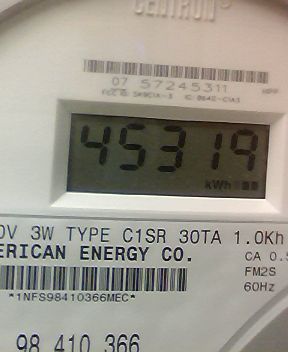 CENTRON
07 57245311
45319
kWh
0V 3W TYPE C1SR 30TA 1.0Kh
ERICAN ENERGY CO.
CA 0.5
FM2S
60Hz
*1NFS98410366MEC*
98 410 366